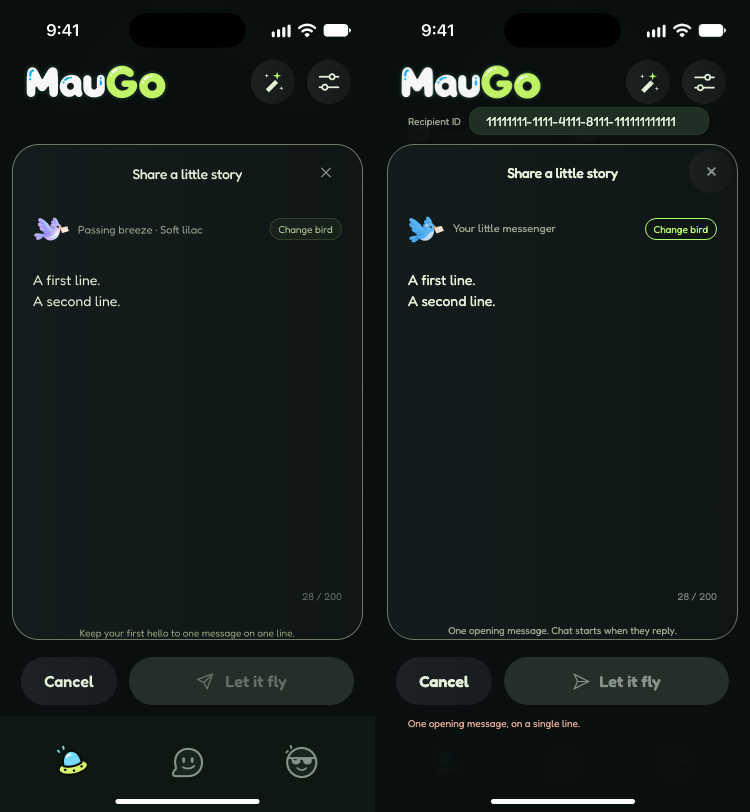 9:41
MauGo
Share a little story
Passing breeze · Soft lilac
Change bird
A first line.
A second line.
28 / 200
Keep your first hello to one message on one line.
Cancel
Let it fly
9:41
MauGo
Recipient ID
11111111-1111-4111-8111-111111111111
Share a little story
Your little messenger
Change bird
A first line.
A second line.
28 / 200
One opening message. Chat starts when they reply.
Cancel
Let it fly
One opening message, on a single line.